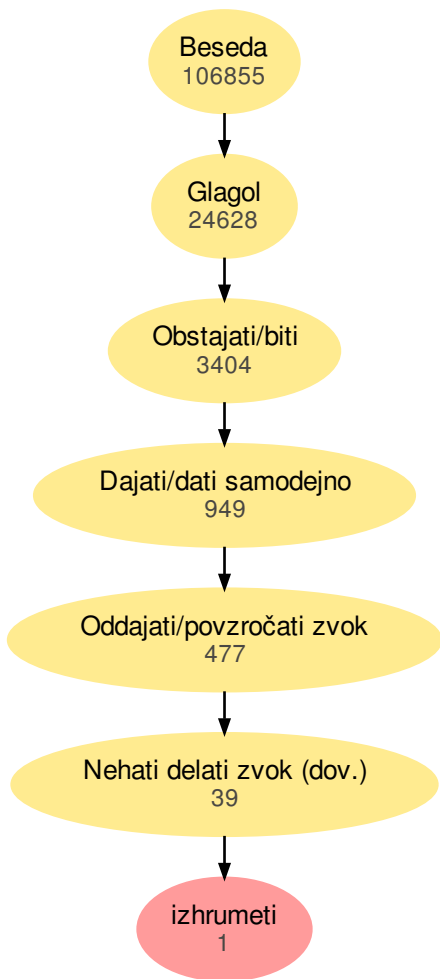 Beseda
106855
Glagol
24628
Obstajati/biti
3404
Dajati/dati samodejno
949
Oddajati/povzročati zvok
477
Nehati delati zvok (dov.)
39
izhrumeti
1